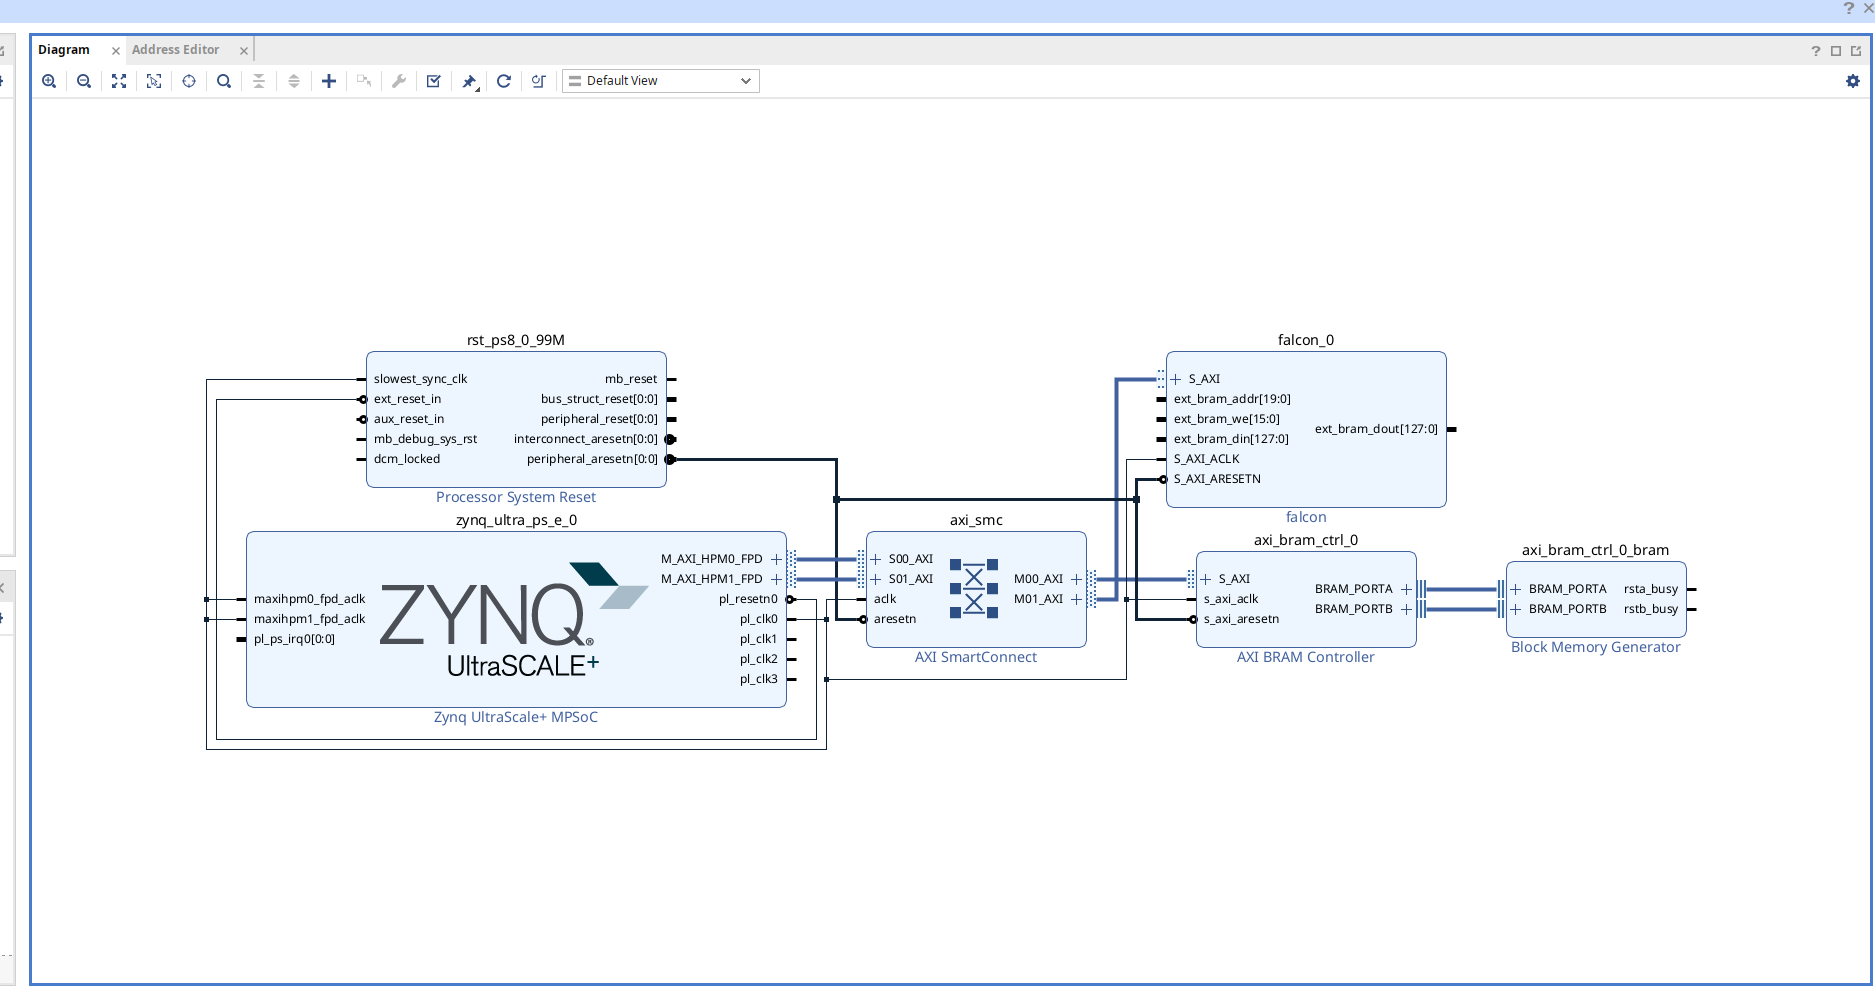 Diagram
Address Editor
Default View
rst_ps8_0_99M
slowest_sync_clk
ext_reset_in
aux_reset_in
mb_debug_sys_rst
dcm_locked
mb_reset
bus_struct_reset[0:0]
peripheral_reset[0:0]
interconnect_aresetn[0:0]
peripheral_aresetn[0:0]
Processor System Reset
falcon_0
S_AXI
ext_bram_addr[19:0]
ext_bram_we[15:0]
ext_bram_din[127:0]
S_AXI_ACLK
S_AXI_ARESETN
ext_bram_dout[127:0]
falcon
zynq_ultra_ps_e_0
maxihpm0_fpd_aclk
maxihpm1_fpd_aclk
pl_ps_irq0[0:0]
ZYNQ®
UltraSCALE+
M_AXI_HPM0_FPD
M_AXI_HPM1_FPD
pl_resetn0
pl_clk0
pl_clk1
pl_clk2
pl_clk3
Zynq UltraScale+ MPSoC
axi_smc
S00_AXI
S01_AXI
aclk
aresetn
M00_AXI
M01_AXI
AXI SmartConnect
axi_bram_ctrl_0
S_AXI
s_axi_aclk
s_axi_aresetn
BRAM_PORTA
BRAM_PORTB
AXI BRAM Controller
axi_bram_ctrl_0_bram
BRAM_PORTA
BRAM_PORTB
rsta_busy
rstb_busy
Block Memory Generator